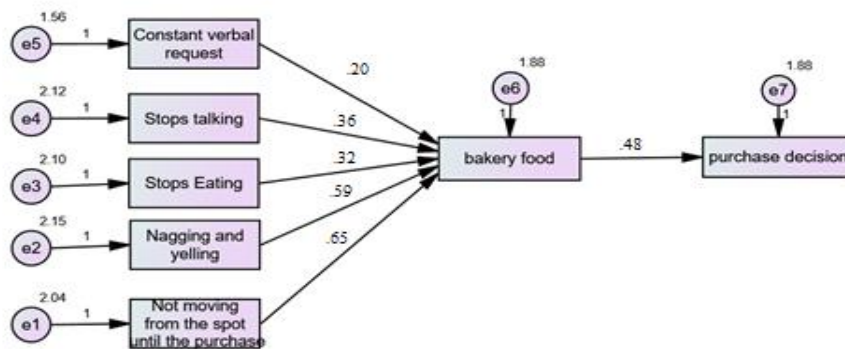 1.56
e5
1
Constant verbal
request
.20
2.12
e4
1
Stops talking
.36
2.10
e3
1
Stops Eating
.32
2.15
e2
1
Nagging and
yelling
.59
2.04
e1
1
Not moving
from the spot
until the purchase
.65
1.88
e6
1
bakery food
.48
1.88
e7
1
purchase decision